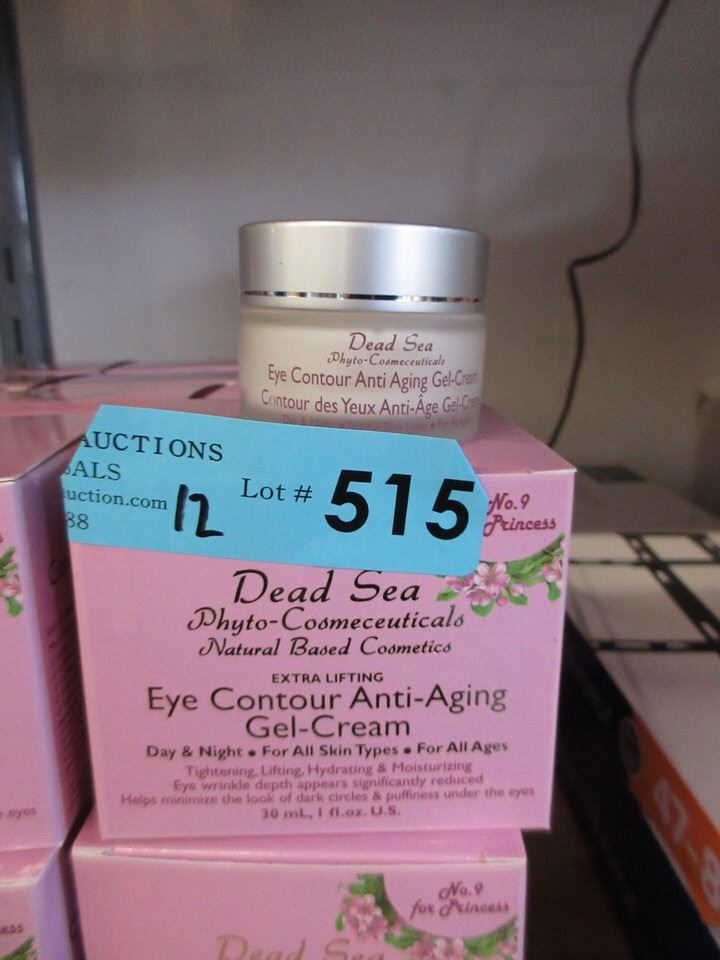 Dead Sea
Phyto-Cosmeceuticals
Eye Contour Anti Aging Gel-Cream
Contour des Yeux Anti-Âge Gel-Crème
AUCTIONS
SALS
uction.com
88
12
Lot # 515
No.9
Princess
Dead Sea
Phyto-Cosmeceuticals
Natural Based Cosmetics
EXTRA LIFTING
Eye Contour Anti-Aging
Gel-Cream
Day & Night • For All Skin Types • For All Ages
Tightening, Lifting, Hydrating & Moisturizing
Eye wrinkle depth appears significantly reduced
Helps minimize the look of dark circles & puffiness under the eyes
30 mL, 1 fl.oz. U.S.
eyes
No.9
for Princess
Dead Sea